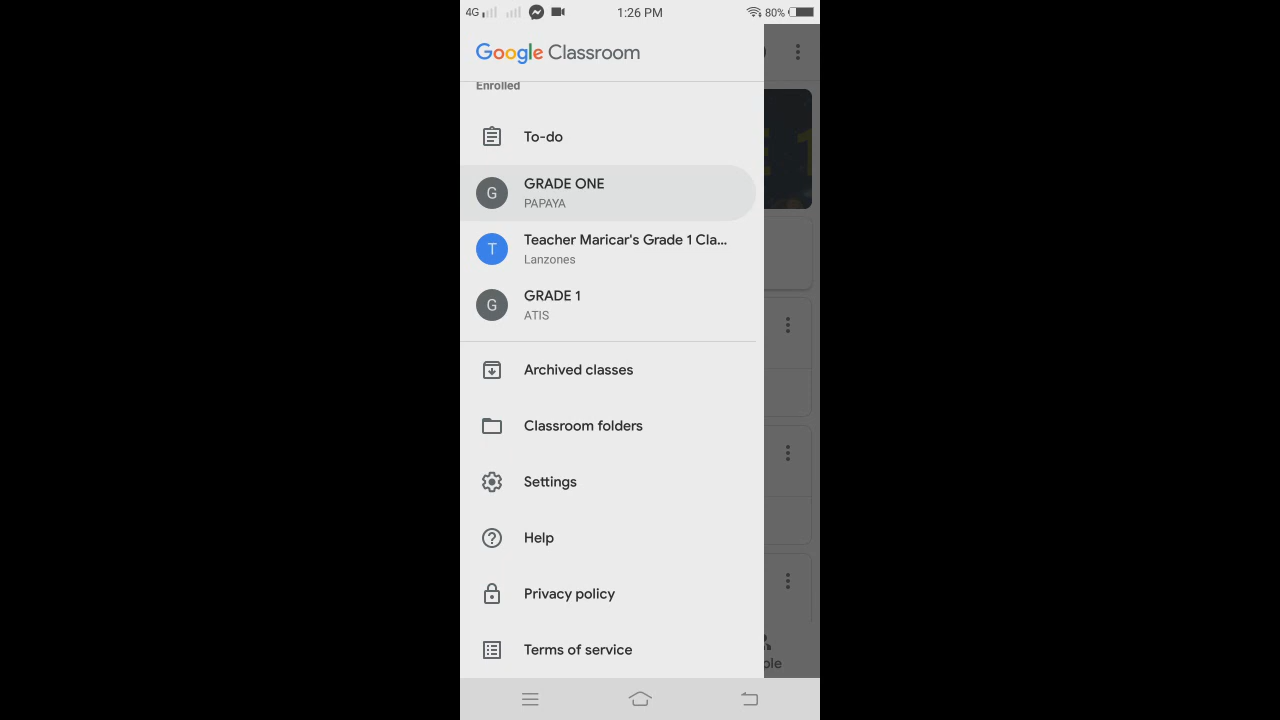 4G 1:26 PM 80%
Google Classroom
Enrolled
To-do
G GRADE ONE
PAPAYA
T Teacher Maricar's Grade 1 Cla...
Lanzones
G GRADE 1
ATIS
Archived classes
Classroom folders
Settings
Help
Privacy policy
Terms of service